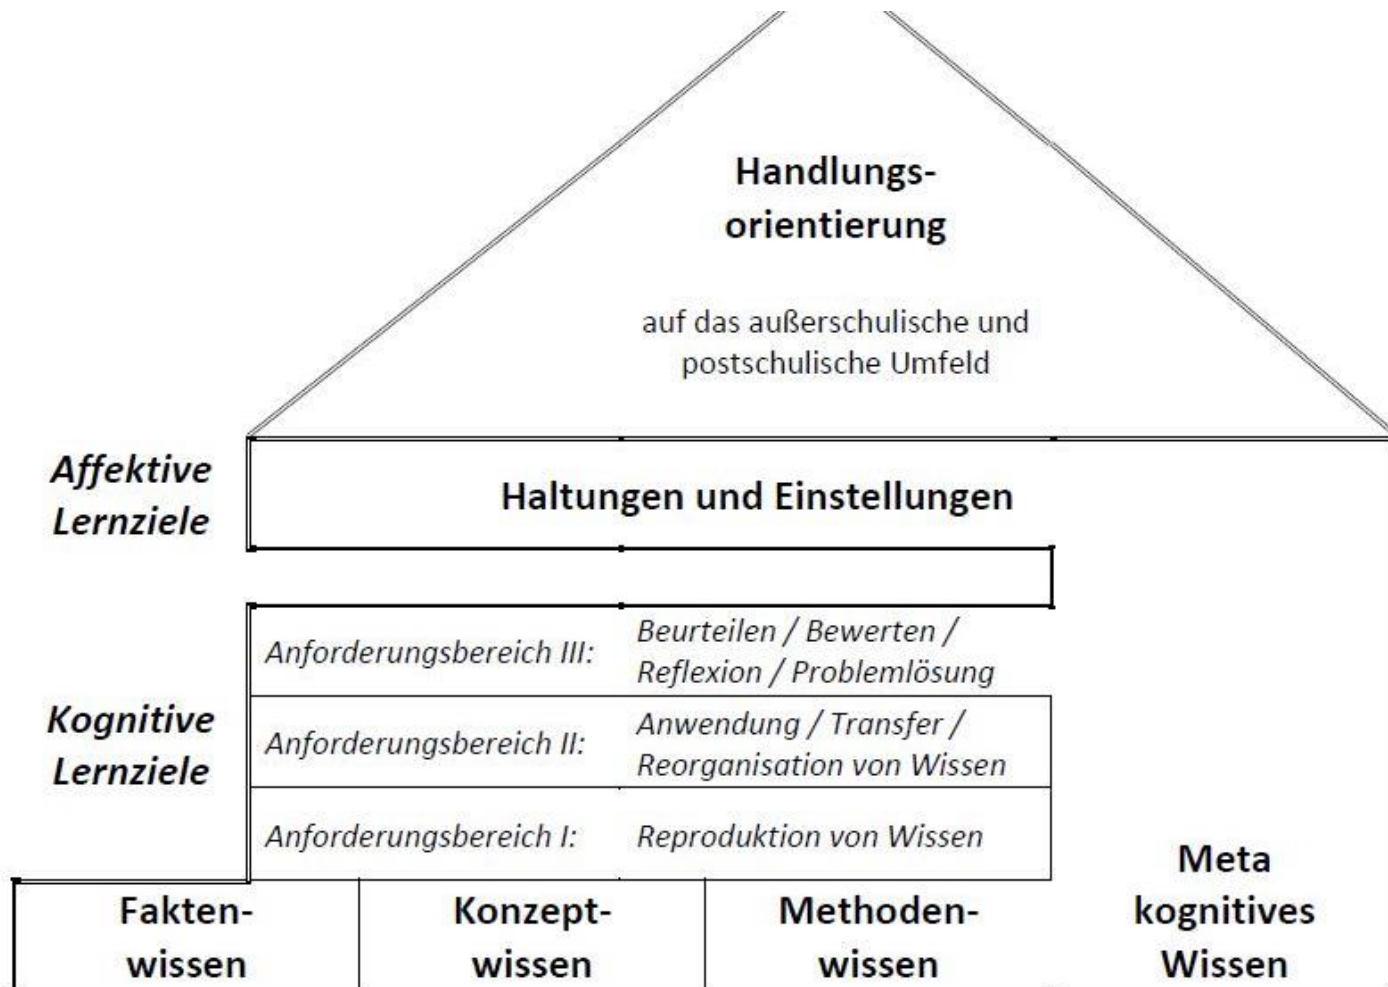 Handlungs-
orientierung
auf das außerschulische und
postschulische Umfeld
Affektive
Lernziele
Haltungen und Einstellungen
Kognitive
Lernziele
Anforderungsbereich III:
Beurteilen / Bewerten /
Reflexion / Problemlösung
Anforderungsbereich II:
Anwendung / Transfer /
Reorganisation von Wissen
Anforderungsbereich I:
Reproduktion von Wissen
Fakten-
wissen
Konzept-
wissen
Methoden-
wissen
Meta
kognitives
Wissen